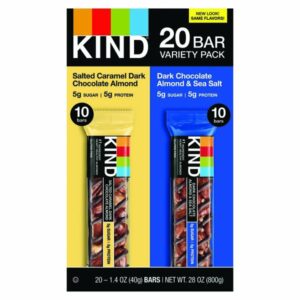 NEW LOOK!
SAME FLAVORS!
KIND
20 BAR
VARIETY PACK
Salted Caramel Dark
Chocolate Almond
5g SUGAR | 5g PROTEIN
10
bars
Dark Chocolate
Almond & Sea Salt
5g SUGAR | 5g PROTEIN
10
bars
KIND
KIND
20 – 1.4 OZ (40g) BARS | NET WT. 28 OZ (800g)